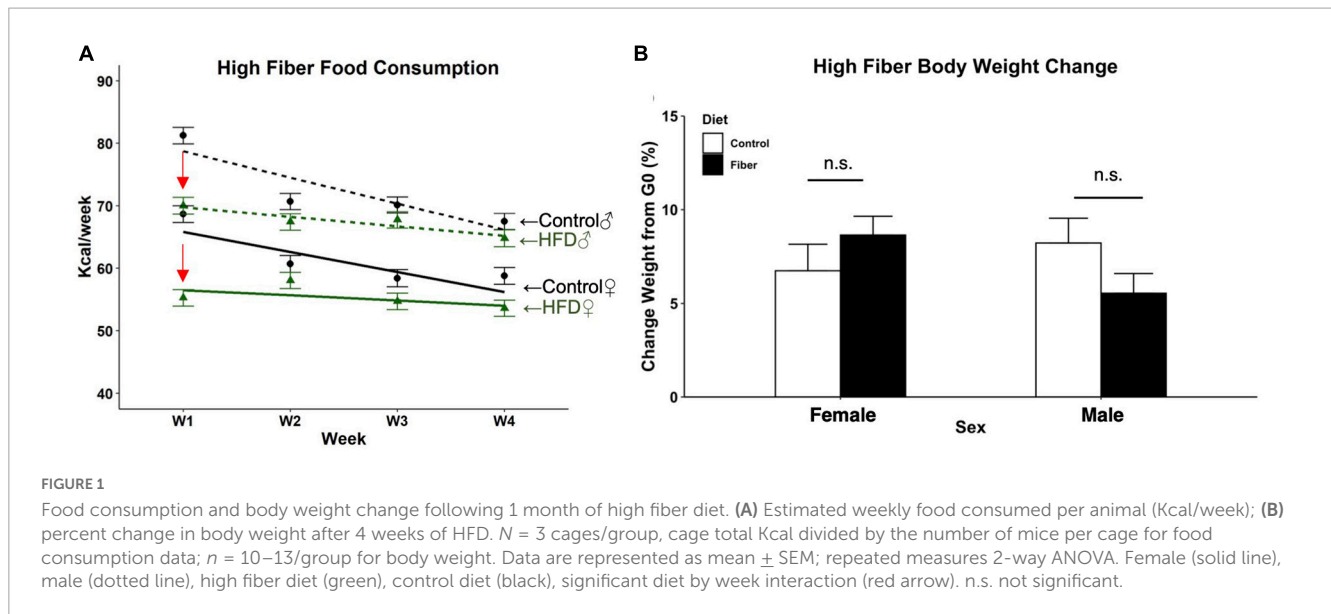 A
High Fiber Food Consumption
90
80
70
60
50
40
Kcal/week
W1 W2 W3 W4
Week
←Control♂
←HFD♂
←Control♀
←HFD♀
B
High Fiber Body Weight Change
Diet
Control
Fiber
15
10
5
0
Change Weight from G0 (%)
n.s. n.s.
Female Male
Sex
FIGURE 1
Food consumption and body weight change following 1 month of high fiber diet. (A) Estimated weekly food consumed per animal (Kcal/week); (B)
percent change in body weight after 4 weeks of HFD. N = 3 cages/group, cage total Kcal divided by the number of mice per cage for food
consumption data; n = 10–13/group for body weight. Data are represented as mean ± SEM; repeated measures 2-way ANOVA. Female (solid line),
male (dotted line), high fiber diet (green), control diet (black), significant diet by week interaction (red arrow). n.s. not significant.